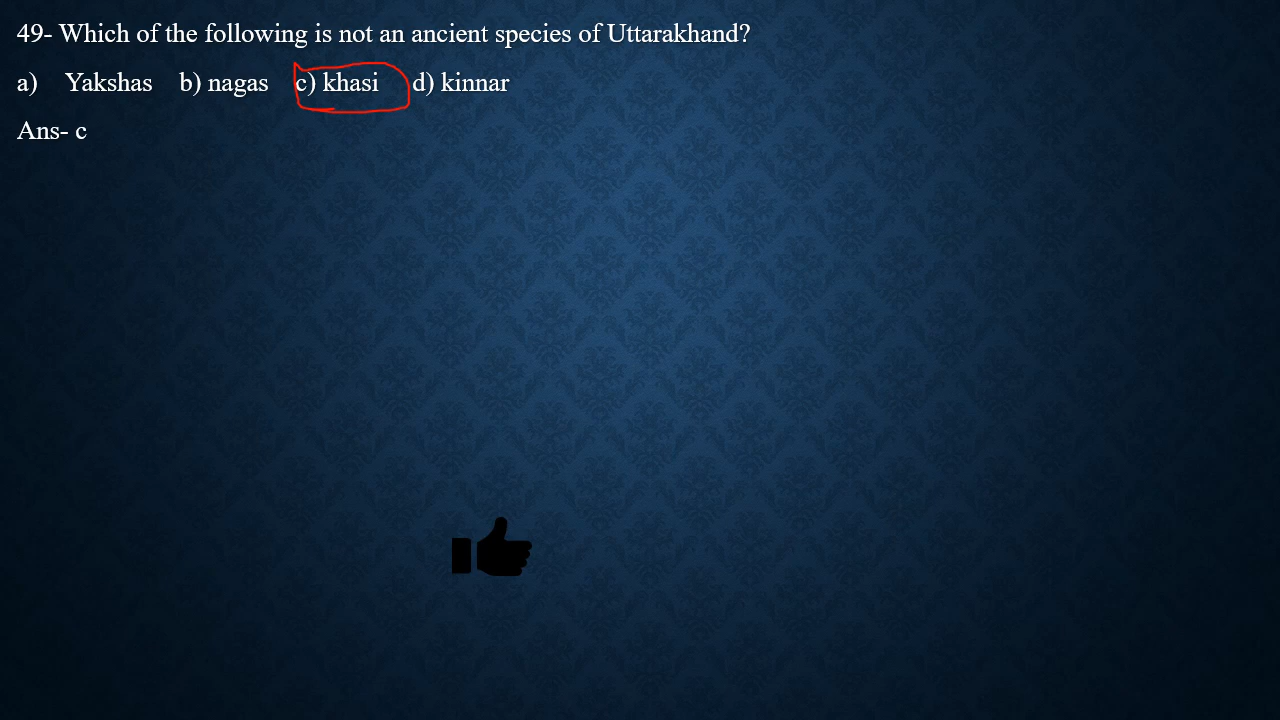 49- Which of the following is not an ancient species of Uttarakhand?
a) Yakshas b) nagas c) khasi d) kinnar
Ans- c